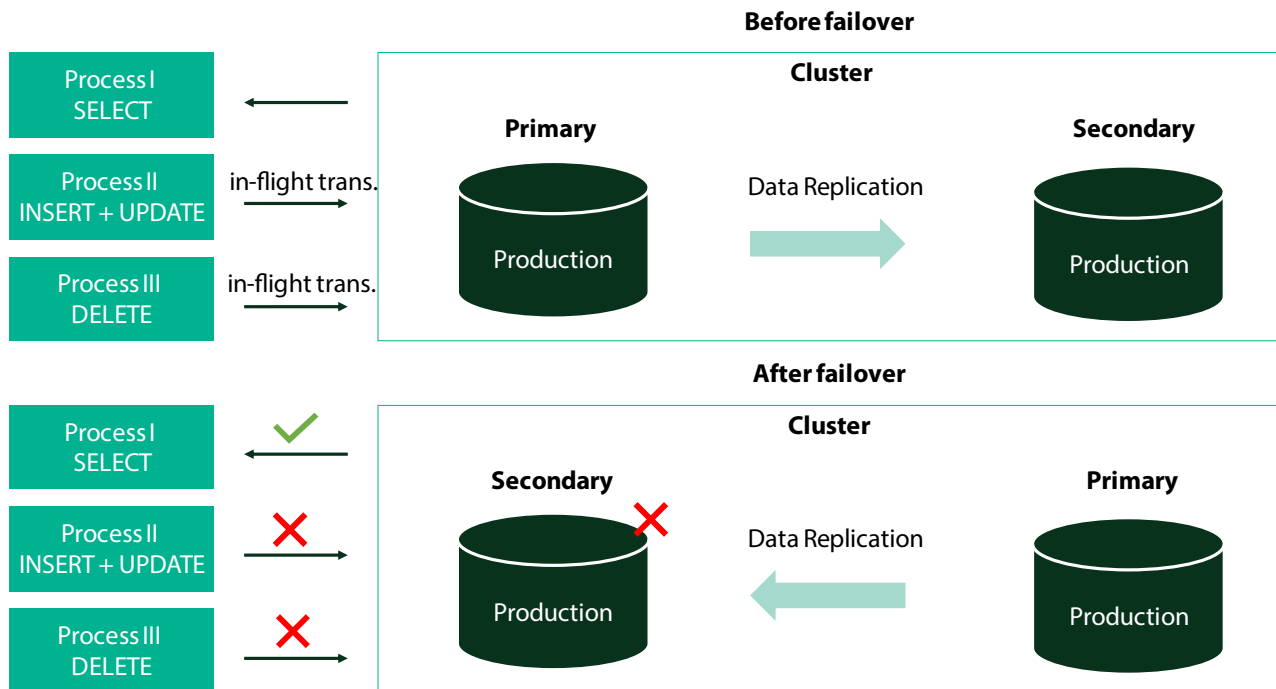 Before failover
Process I
SELECT
Process II
INSERT + UPDATE
Process III
DELETE
in-flight trans.
in-flight trans.
Cluster
Primary
Secondary
Data Replication
Production
Production
After failover
Process I
SELECT
Process II
INSERT + UPDATE
Process III
DELETE
Cluster
Secondary
Primary
Data Replication
Production
Production